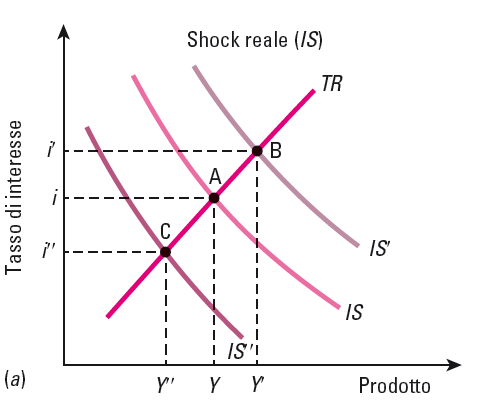 Shock reale (IS)
TR
Tasso di interesse
i'
B
i
A
i''
C
IS'
IS
IS''
(a)
Y''
Y
Y'
Prodotto